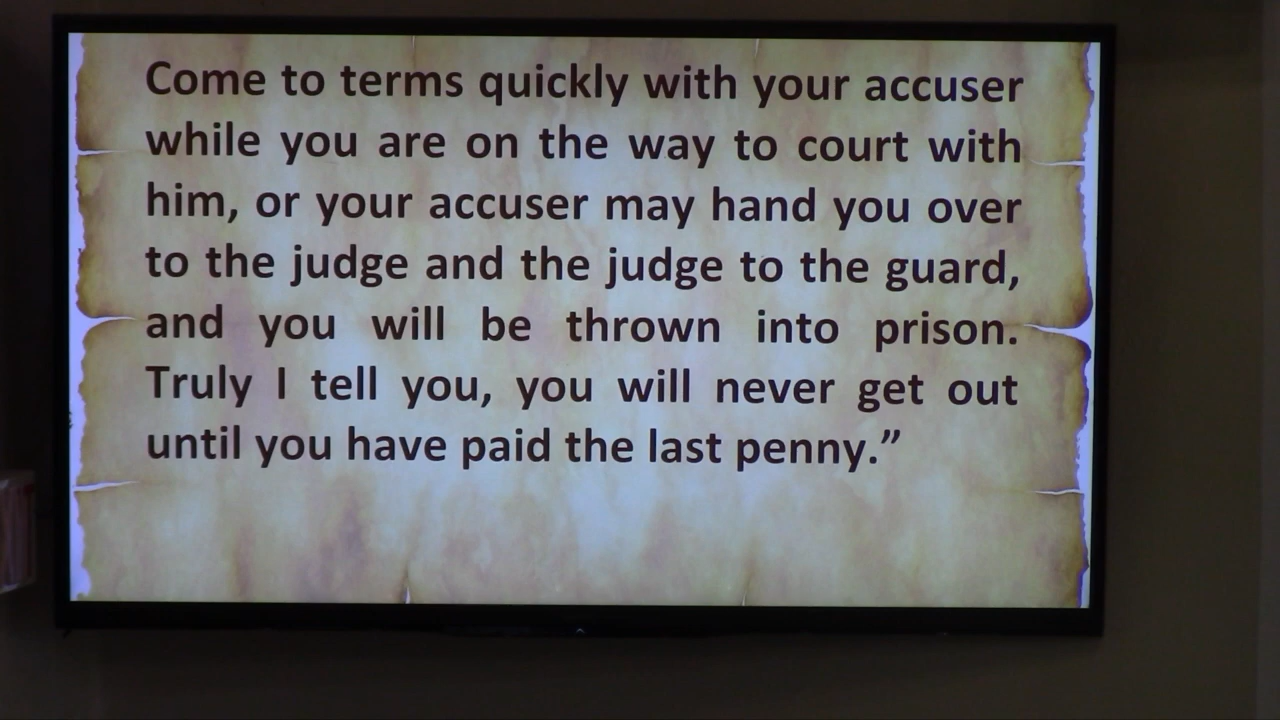 Come to terms quickly with your accuser
while you are on the way to court with
him, or your accuser may hand you over
to the judge and the judge to the guard,
and you will be thrown into prison.
Truly I tell you, you will never get out
until you have paid the last penny.”